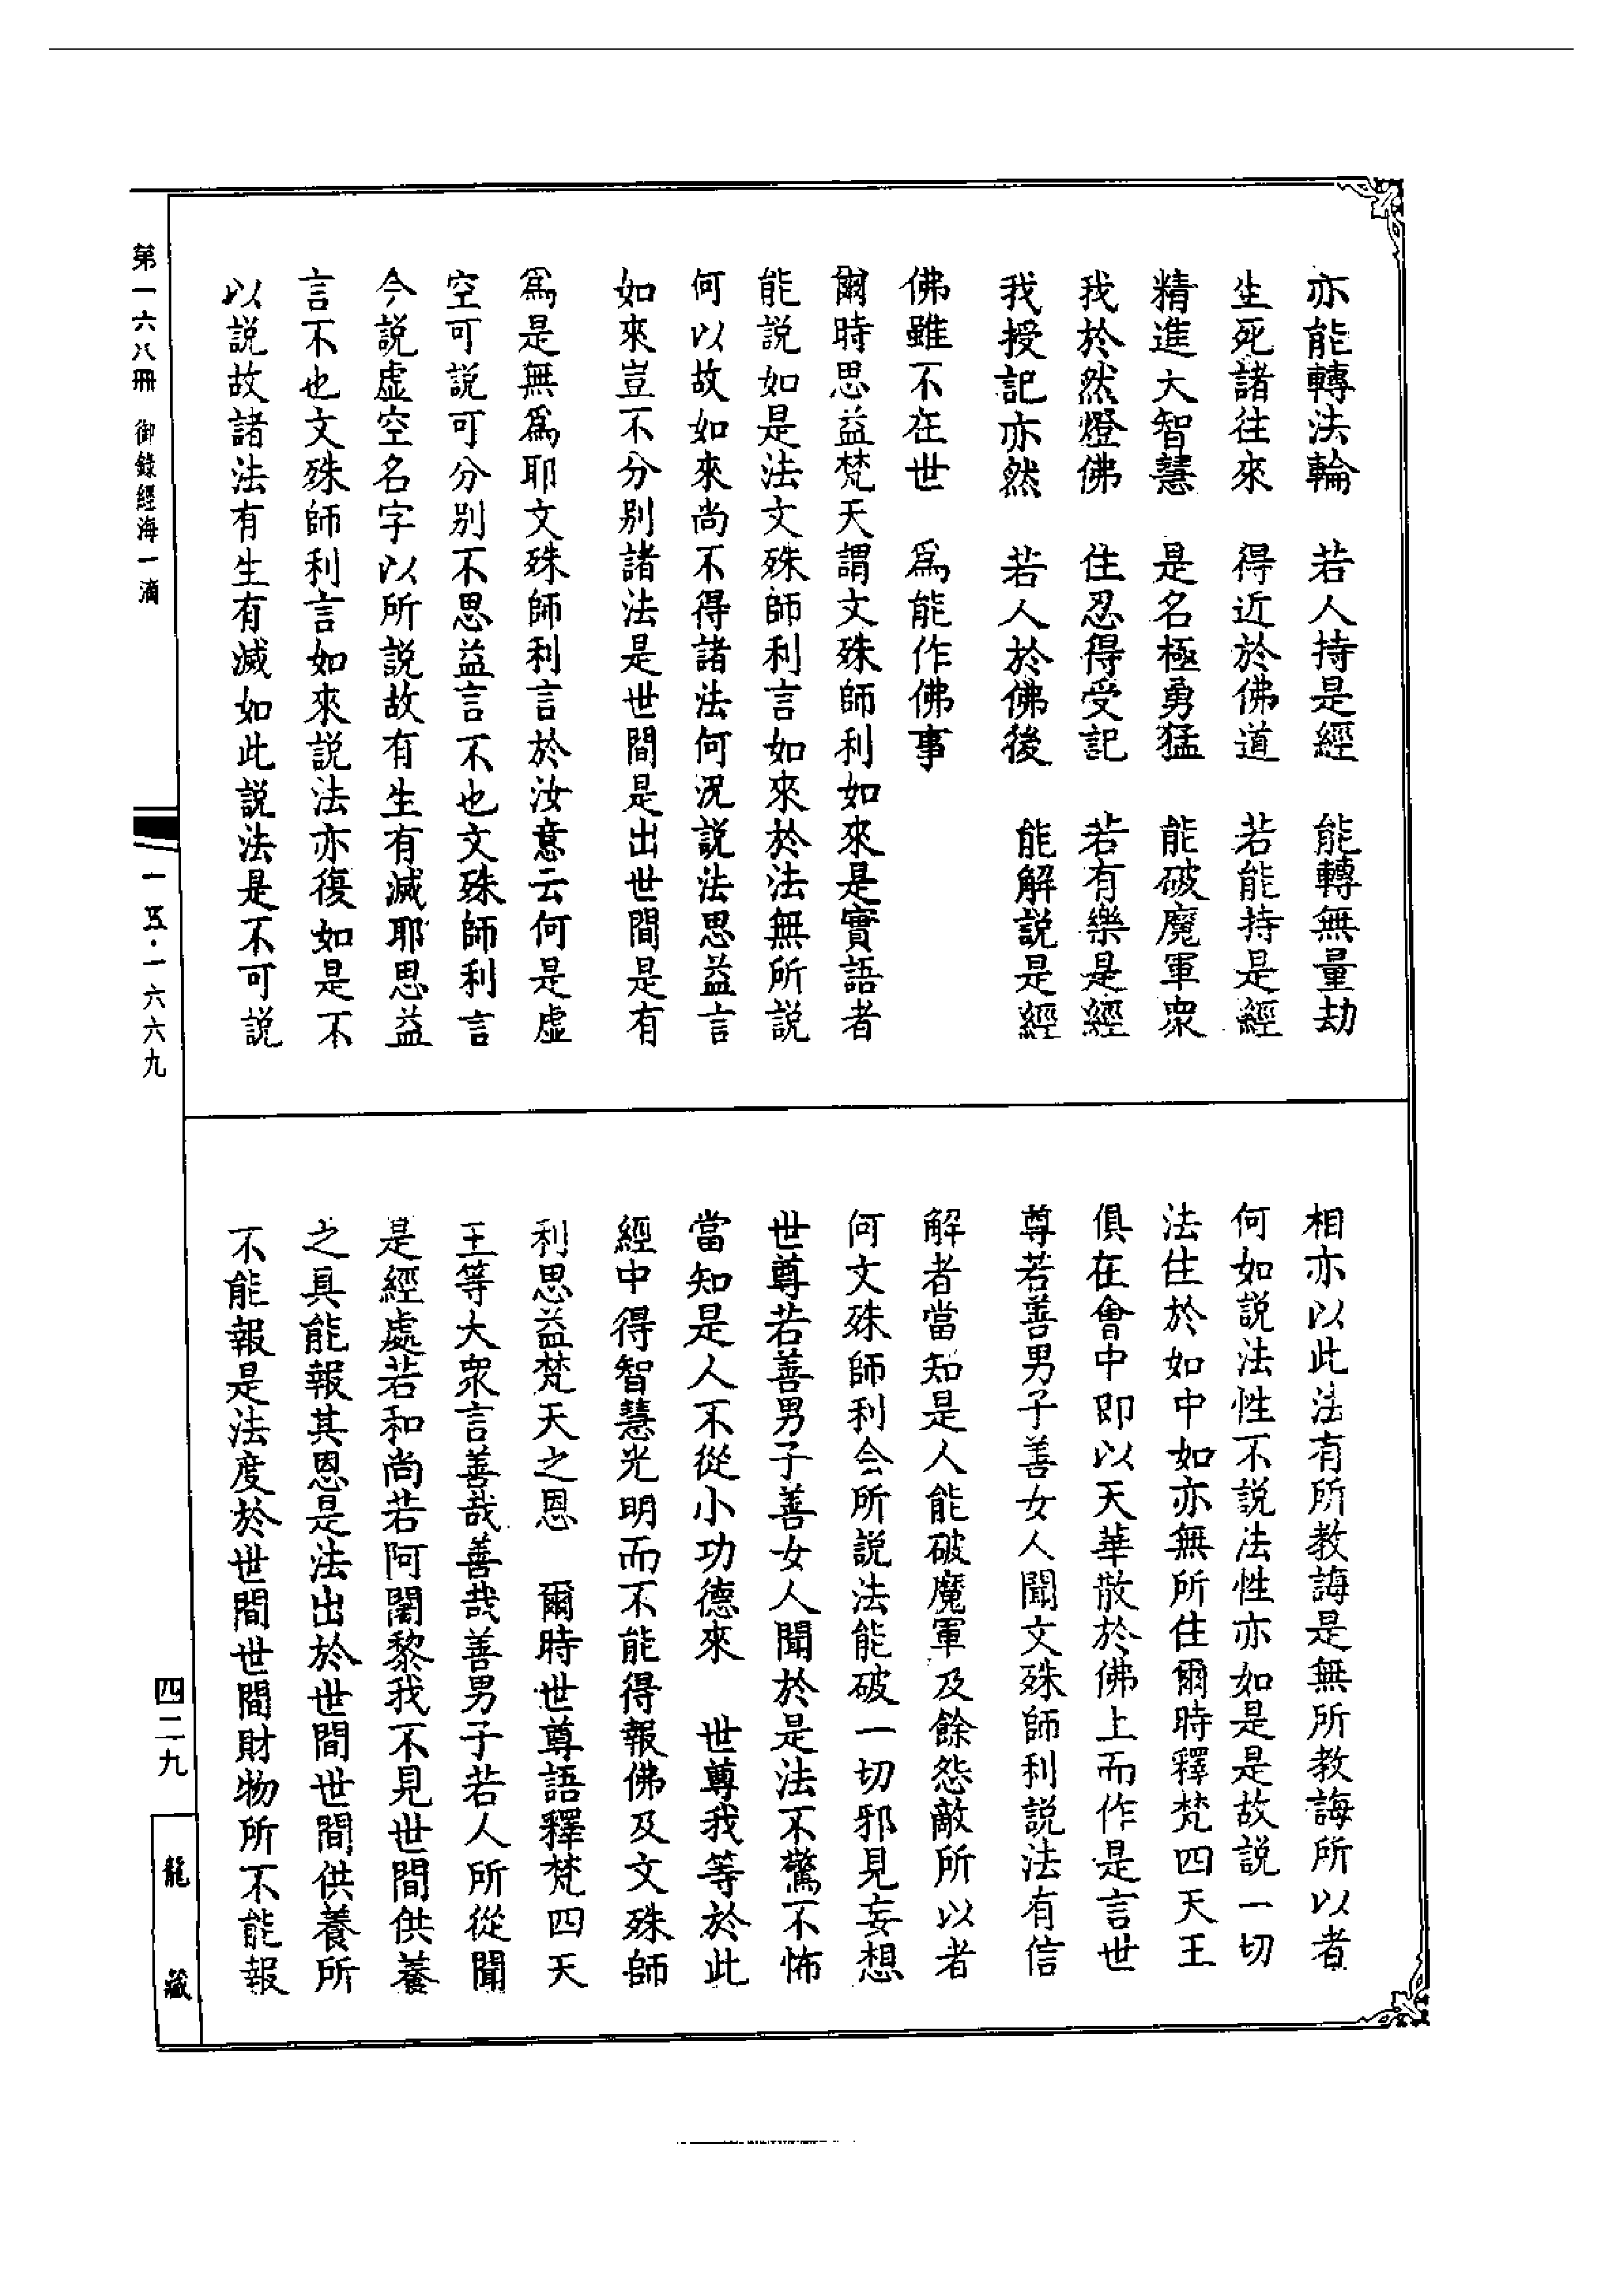 亦能轉法輪　若人持是經　能轉無量劫
生死諸往來　得近於佛道　若能持是經
精進大智慧　是名極勇猛　能破魔軍衆
我於然燈佛　住忍得受記　若有樂是經
我授記亦然　若人於佛後　能解説是經
佛雖不在世　爲能作佛事
爾時思益梵天謂文殊師利如來是實語者
能説如是法文殊師利言如來於法無所説
何以故如來尚不得諸法何況説法思益言
如來豈不分別諸法是世間是出世間是有
爲是無爲耶文殊師利言於汝意云何是虛
空可説可分別不思益言不也文殊師利言
今説虛空名字以所説故有生有滅耶思益
言不也文殊師利言如來説法亦復如是不
以説故諸法有生有滅如此説法是不可説
相亦以此法有所教誨是無所教誨所以者
何如説法性不説法性亦如是是故説一切
法住於如中如亦無所住爾時釋梵四天王
俱在會中即以天華散於佛上而作是言世
尊若善男子善女人聞文殊師利説法有信
解者當知是人能破魔軍及餘怨敵所以者
何文殊師利今所説法能破一切邪見妄想
世尊若善男子善女人聞於是法不驚不怖
當知是人不從小功德來　世尊我等於此
經中得智慧光明而不能得報佛及文殊師
利思益梵天之恩　爾時世尊語釋梵四天
王等大衆言善哉善哉善男子若人所從聞
是經處若和尚若阿闍黎我不見世間供養
之具能報其恩是法出於世間世間供養所
不能報是法度於世間世間財物所不能報
第一六八冊　御錄經海一滴
一五·一六六九
四二九
龍藏